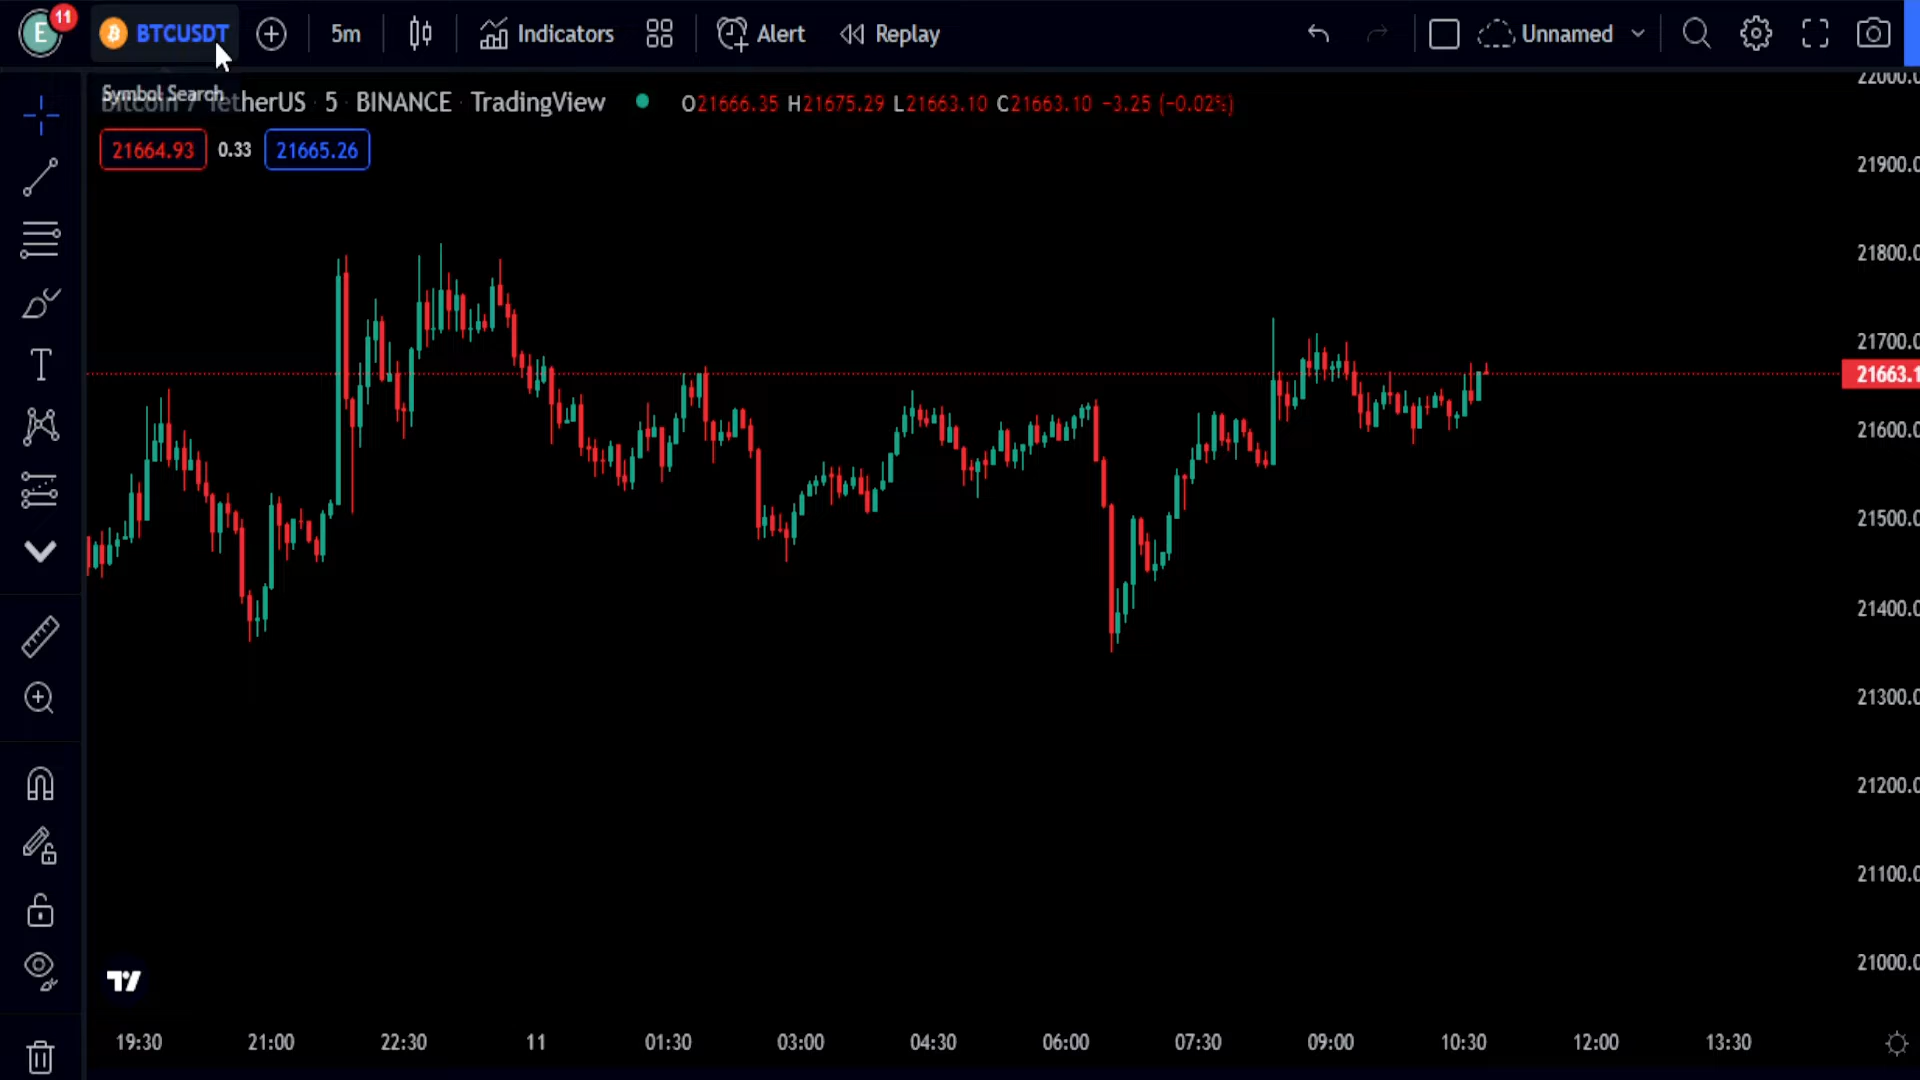 E 11 BTCUSDT 5m Indicators Alert Replay Unnamed
Symbol Search
Bitcoin / TetherUS 5 BINANCE TradingView O21666.35 H21675.29 L21663.10 C21663.10 −3.25 (−0.02%)
21664.93 0.33 21665.26
22000.0
21900.0
21800.0
21700.0
21663.1
21600.0
21500.0
21400.0
21300.0
21200.0
21100.0
21000.0
19:30 21:00 22:30 11 01:30 03:00 04:30 06:00 07:30 09:00 10:30 12:00 13:30